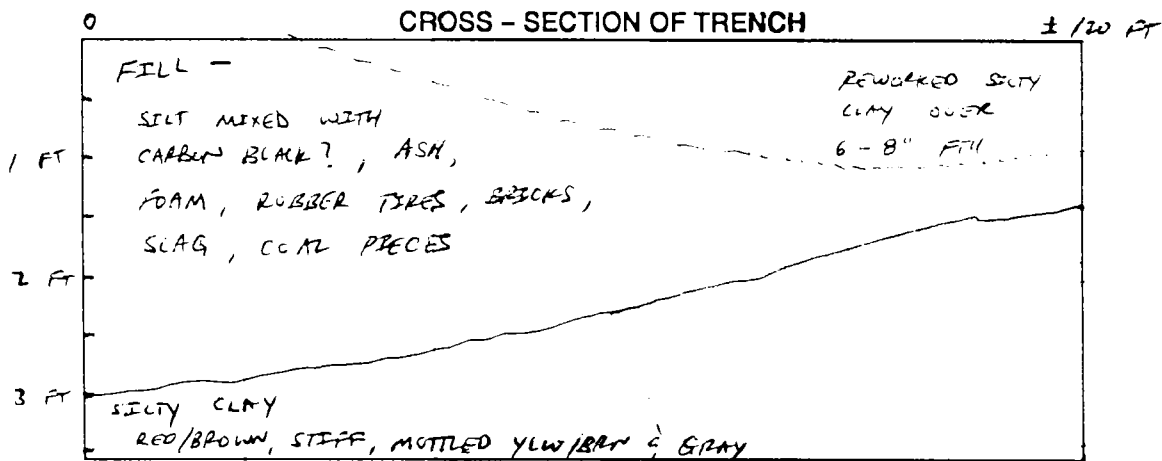 CROSS - SECTION OF TRENCH
0
± 120 FT
FILL -
SILT MIXED WITH
CARBON BLACK?, ASH,
FOAM, RUBBER TIRES, BRICKS,
SLAG, COAL PIECES
REWORKED SILTY
CLAY OVER
6-8" FILL
1 FT
2 FT
3 FT
SILTY CLAY
RED/BROWN, STIFF, MOTTLED YLW/BRN & GRAY